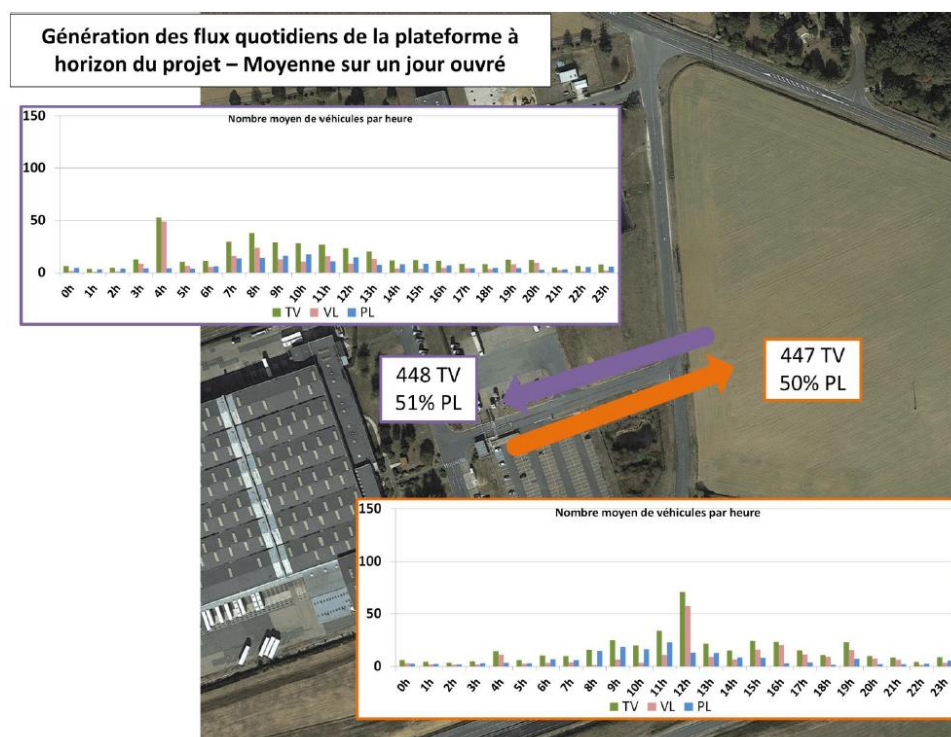 Génération des flux quotidiens de la plateforme à
horizon du projet – Moyenne sur un jour ouvré
Nombre moyen de véhicules par heure
150
100
50
0
0h 1h 2h 3h 4h 5h 6h 7h 8h 9h 10h 11h 12h 13h 14h 15h 16h 17h 18h 19h 20h 21h 22h 23h
TV VL PL
448 TV
51% PL
447 TV
50% PL
Nombre moyen de véhicules par heure
150
100
50
0
0h 1h 2h 3h 4h 5h 6h 7h 8h 9h 10h 11h 12h 13h 14h 15h 16h 17h 18h 19h 20h 21h 22h 23h
TV VL PL